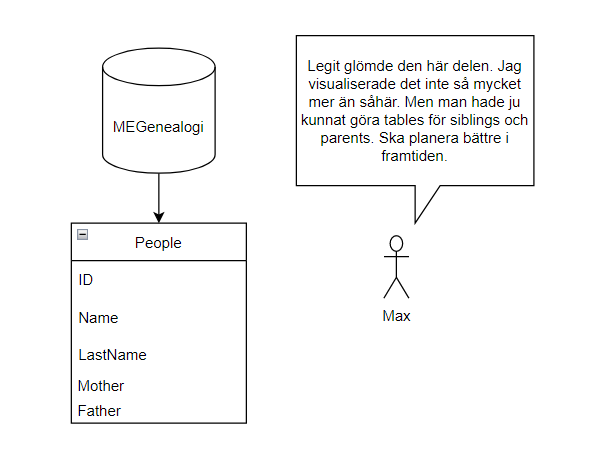 MEGenealogi
People
ID
Name
LastName
Mother
Father
Legit glömde den här delen. Jag
visualiserade det inte så mycket
mer än såhär. Men man hade ju
kunnat göra tables för siblings och
parents. Ska planera bättre i
framtiden.
Max